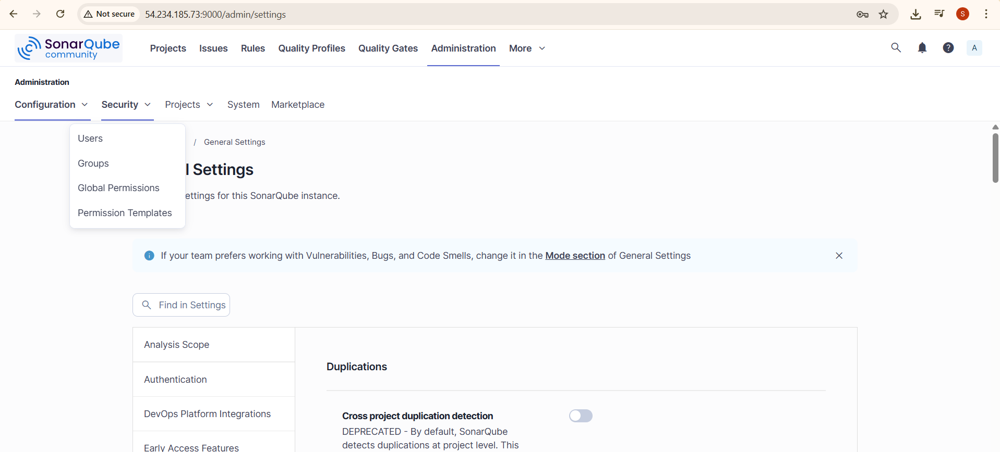 Not secure 54.234.185.73:9000/admin/settings S
SonarQube community Projects Issues Rules Quality Profiles Quality Gates Administration More ? A
Administration
Configuration Security Projects System Marketplace
Users
Groups
Global Permissions
Permission Templates
/ General Settings
l Settings
ettings for this SonarQube instance.
If your team prefers working with Vulnerabilities, Bugs, and Code Smells, change it in the Mode section of General Settings
Find in Settings
Analysis Scope
Authentication
DevOps Platform Integrations
Early Access Features
Duplications
Cross project duplication detection
DEPRECATED - By default, SonarQube
detects duplications at project level. This